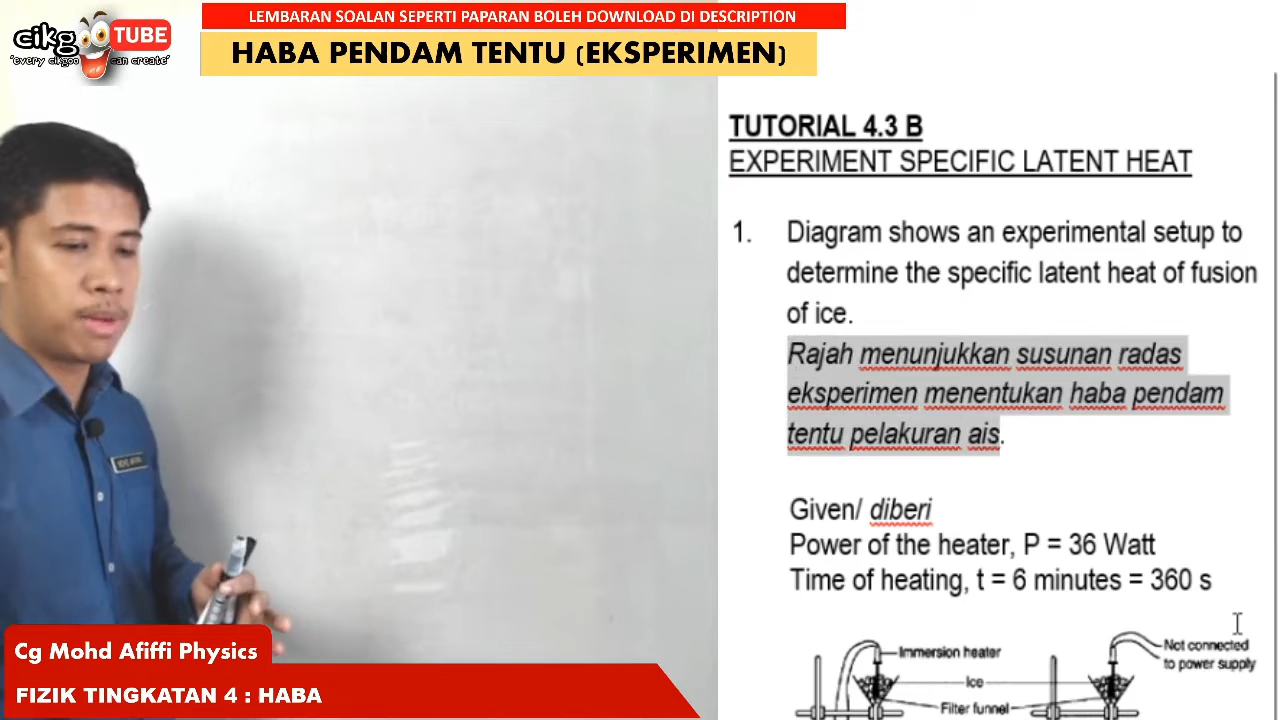 LEMBARAN SOALAN SEPERTI PAPARAN BOLEH DOWNLOAD DI DESCRIPTION
cikgooTUBE
'every cikgoo can create'
HABA PENDAM TENTU (EKSPERIMEN)
TUTORIAL 4.3 B
EXPERIMENT SPECIFIC LATENT HEAT
1. Diagram shows an experimental setup to
determine the specific latent heat of fusion
of ice.
Rajah menunjukkan susunan radas
eksperimen menentukan haba pendam
tentu pelakuran ais.
Given/ diberi
Power of the heater, P = 36 Watt
Time of heating, t = 6 minutes = 360 s
Immersion heater
Ice
Filter funnel
Not connected
to power supply
Cg Mohd Afiffi Physics
FIZIK TINGKATAN 4 : HABA